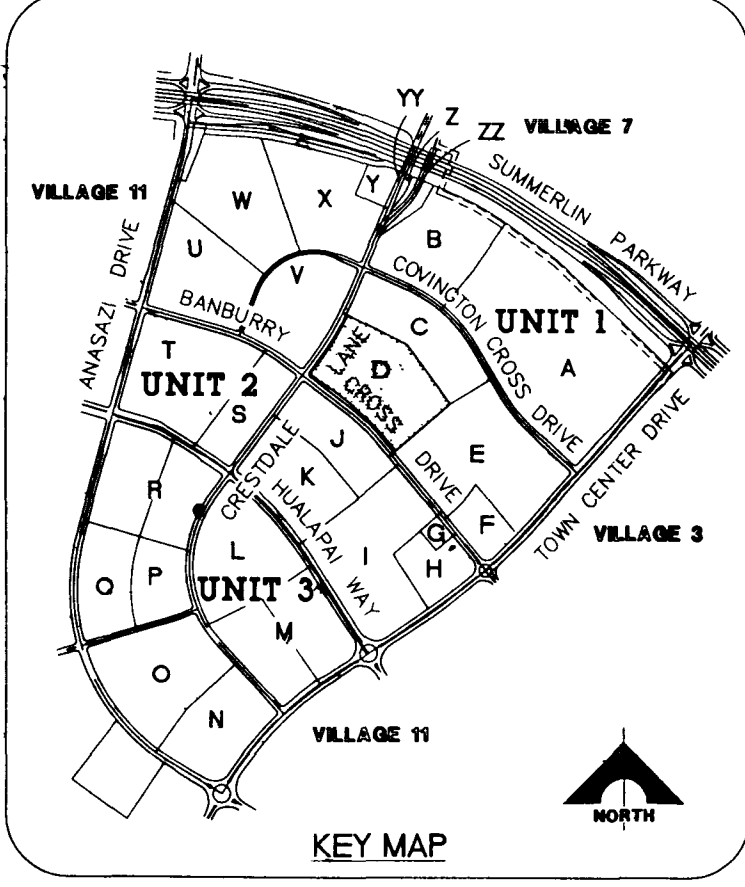 YY
Z
ZZ
VILLAGE 7
SUMMERLIN PARKWAY
VILLAGE 11
W
X
Y
B
U
V
ANASAZI DRIVE
BANBURRY
COVINGTON CROSS DRIVE
UNIT 1
C
A
T
LANE
D
UNIT 2
CROSS
S
J
E
TOWN CENTER DRIVE
CRESTDALE
K
DRIVE
R
HUALAPAI WAY
F
VILLAGE 3
G
L
I
H
Q
P
UNIT 3
M
O
N
VILLAGE 11
NORTH
KEY MAP